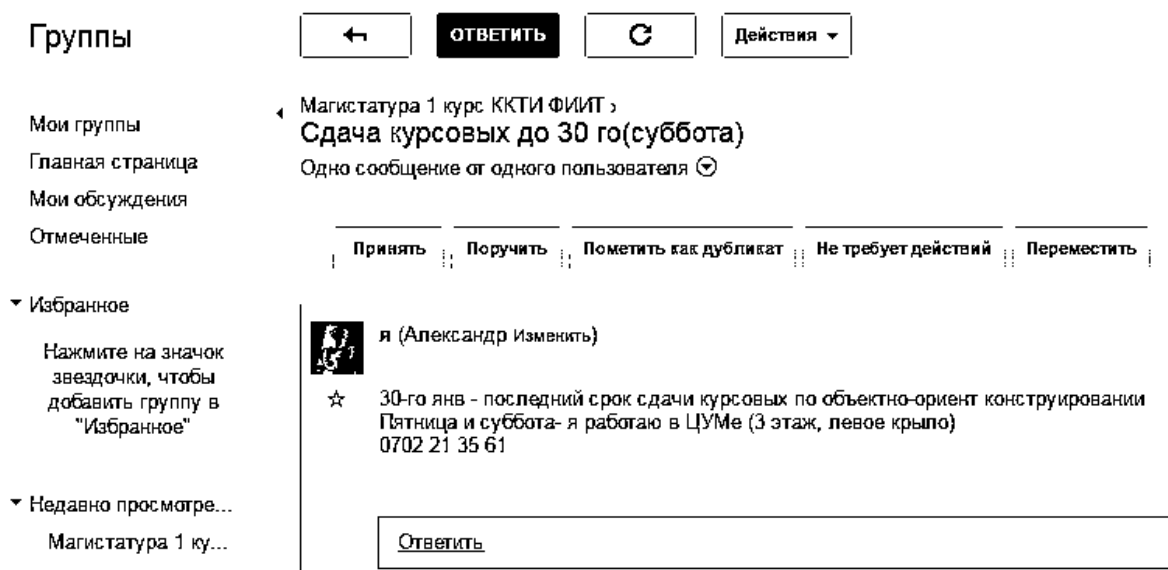 Группы
ОТВЕТИТЬ
Действия
Мои группы
Главная страница
Мои обсуждения
Отмеченные
Избранное
Нажмите на значок
звездочки, чтобы
добавить группу в
"Избранное"
Недавно просмотре...
Магистатура 1 ку...
Магистатура 1 курс ККТИ ФИИТ ›
Сдача курсовых до 30 го(суббота)
Одно сообщение от одного пользователя
Принять
Поручить
Пометить как дубликат
Не требует действий
Переместить
я (Александр Изменить)
30-го янв - последний срок сдачи курсовых по объектно-ориент конструировании
Пятница и суббота- я работаю в ЦУМе (3 этаж, левое крыло)
0702 21 35 61
Ответить